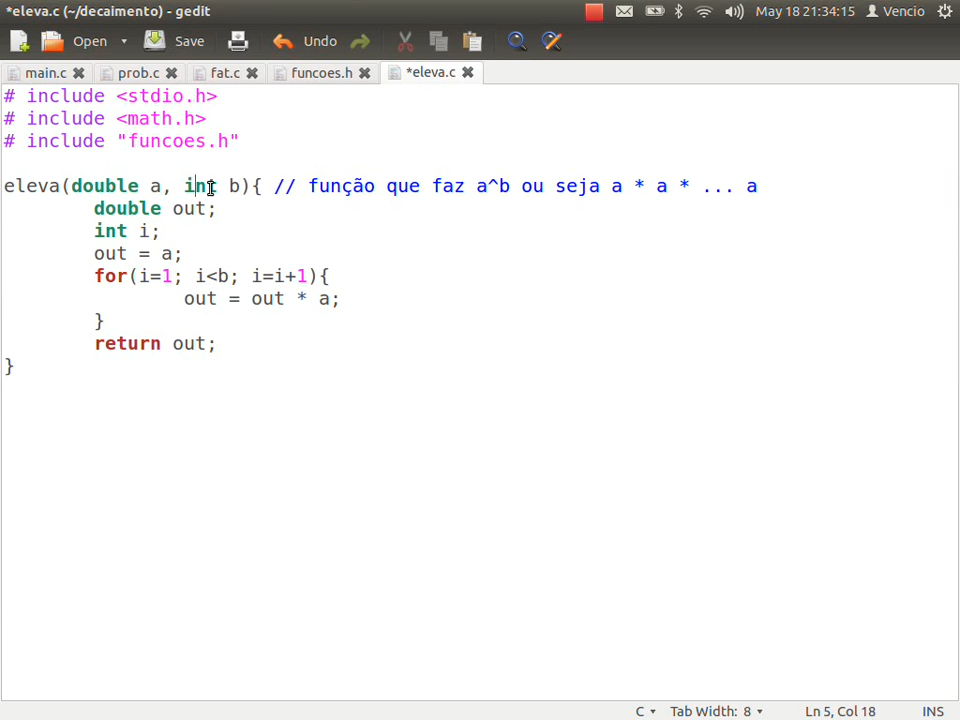 *eleva.c (~/decaimento) - gedit
May 18 21:34:15 Vencio
Open Save Undo
main.c prob.c fat.c funcoes.h *eleva.c
# include <stdio.h>
# include <math.h>
# include "funcoes.h"
eleva(double a, int b){ // função que faz a^b ou seja a * a * ... a
double out;
int i;
out = a;
for(i=1; i<b; i=i+1){
out = out * a;
}
return out;
}
C Tab Width: 8 Ln 5, Col 18 INS